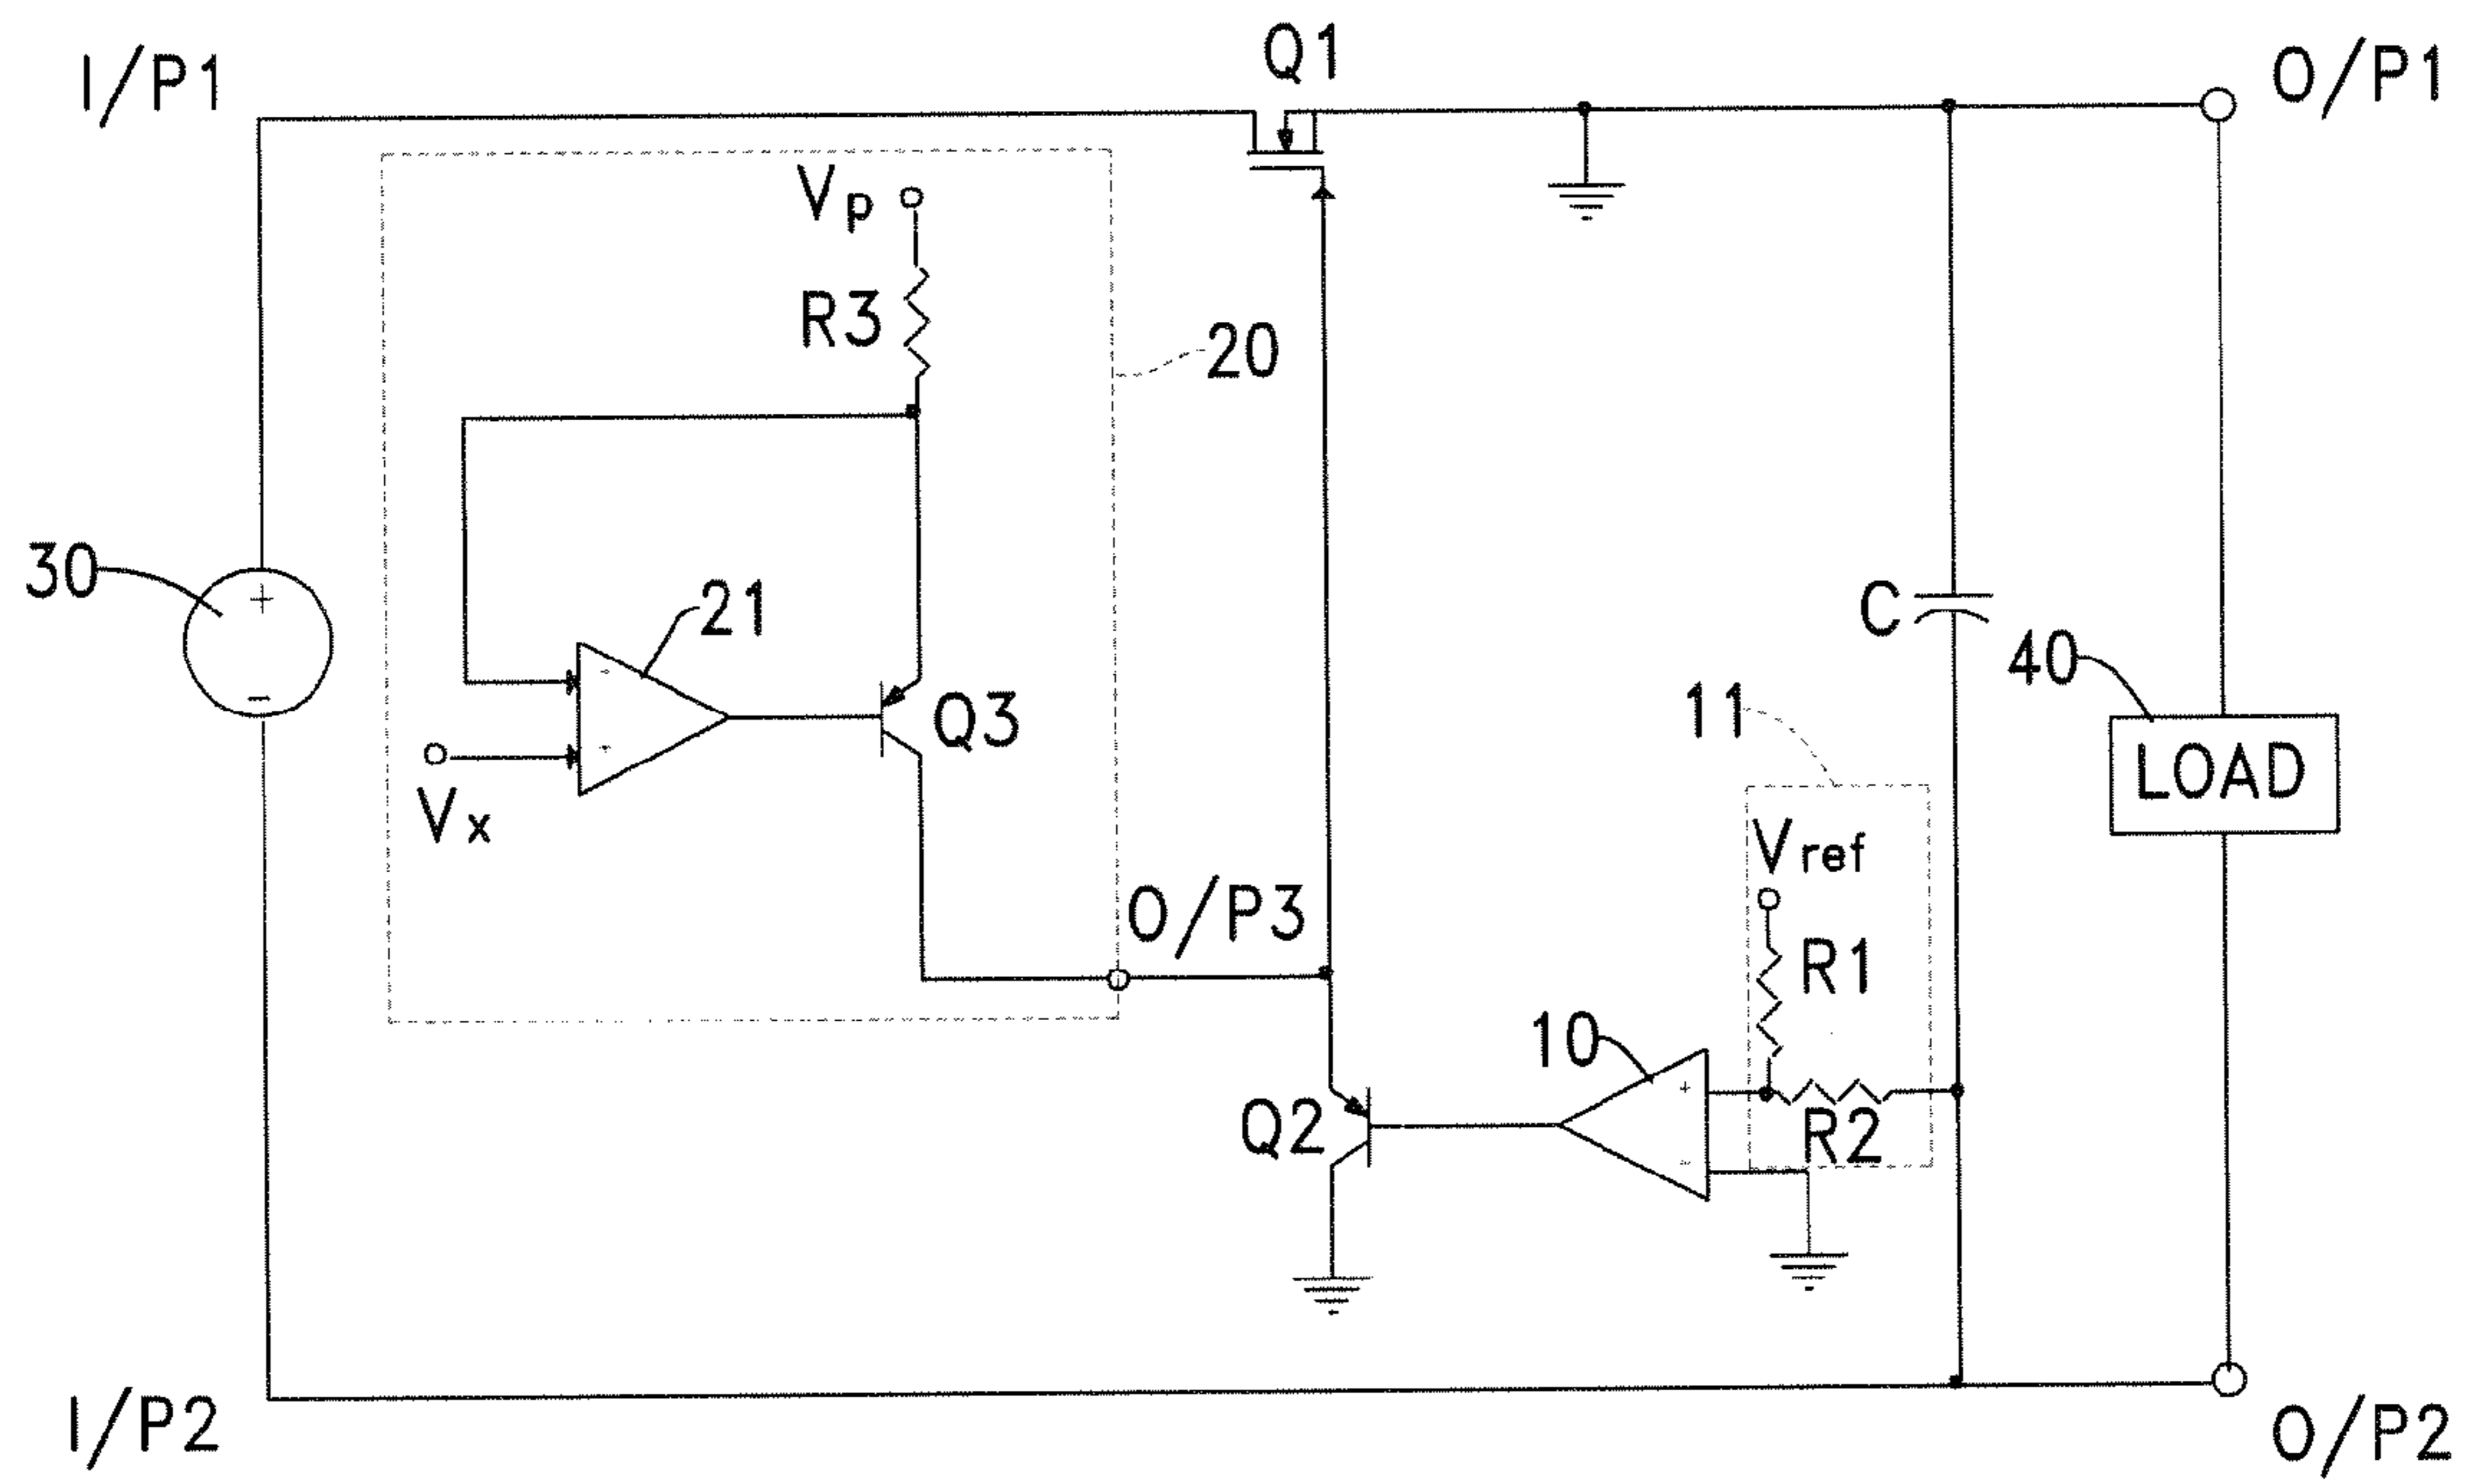 Q1
I/P1
O/P1
Vp
R3
20
30
21
C
40
Q3
11
LOAD
Vx
Vref
O/P3
R1
10
Q2
R2
I/P2
O/P2